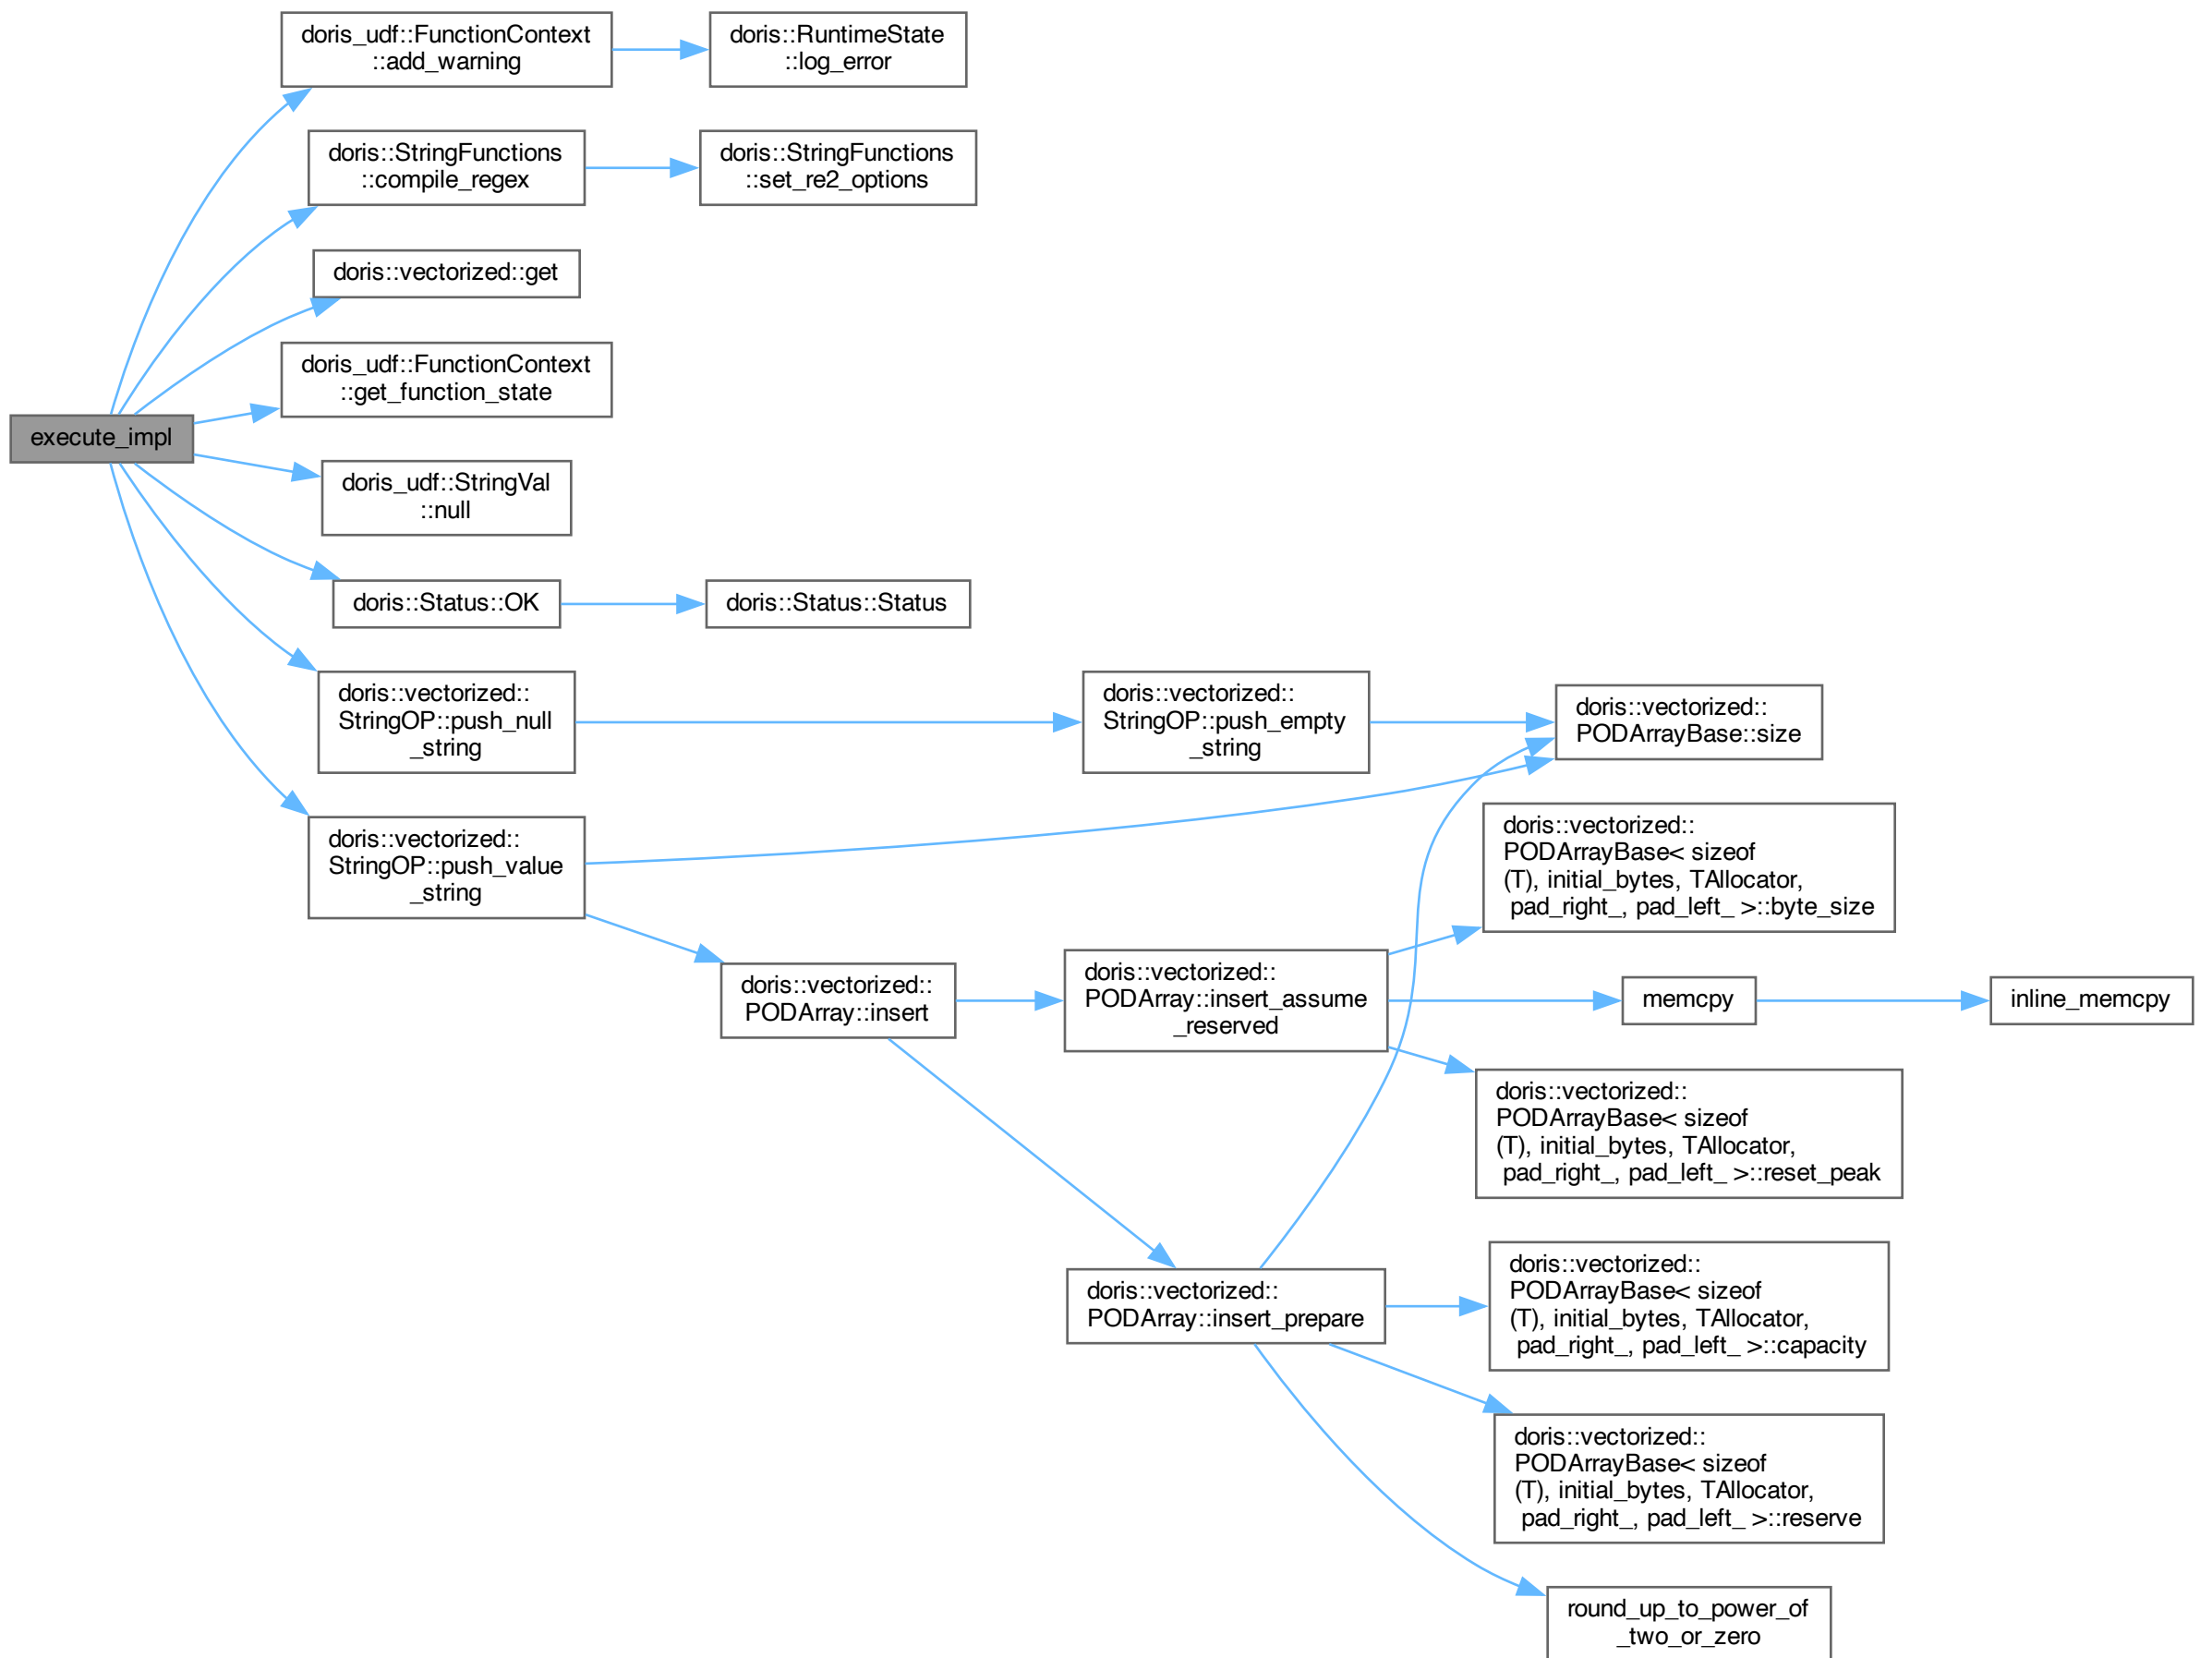 doris_udf::FunctionContext
::add_warning
doris::RuntimeState
::log_error
doris::StringFunctions
::compile_regex
doris::StringFunctions
::set_re2_options
doris::vectorized::get
doris_udf::FunctionContext
::get_function_state
execute_impl
doris_udf::StringVal
::null
doris::Status::OK
doris::Status::Status
doris::vectorized::
StringOP::push_null
_string
doris::vectorized::
StringOP::push_empty
_string
doris::vectorized::
PODArrayBase::size
doris::vectorized::
StringOP::push_value
_string
doris::vectorized::
PODArrayBase< sizeof
(T), initial_bytes, TAllocator,
pad_right_, pad_left_ >::byte_size
doris::vectorized::
PODArray::insert
doris::vectorized::
PODArray::insert_assume
_reserved
memcpy
inline_memcpy
doris::vectorized::
PODArrayBase< sizeof
(T), initial_bytes, TAllocator,
pad_right_, pad_left_ >::reset_peak
doris::vectorized::
PODArray::insert_prepare
doris::vectorized::
PODArrayBase< sizeof
(T), initial_bytes, TAllocator,
pad_right_, pad_left_ >::capacity
doris::vectorized::
PODArrayBase< sizeof
(T), initial_bytes, TAllocator,
pad_right_, pad_left_ >::reserve
round_up_to_power_of
_two_or_zero